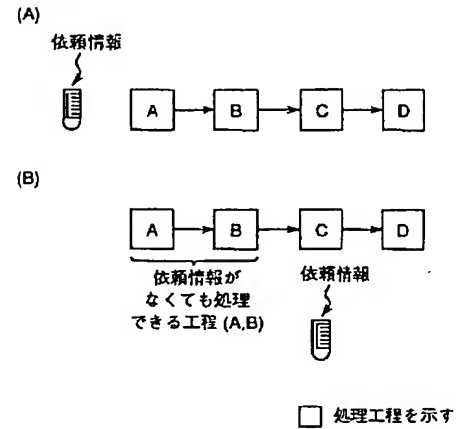 (A)
依頼情報
A B C D
(B)
A B C D
依頼情報が
なくても処理
できる工程 (A,B)
依頼情報
処理工程を示す